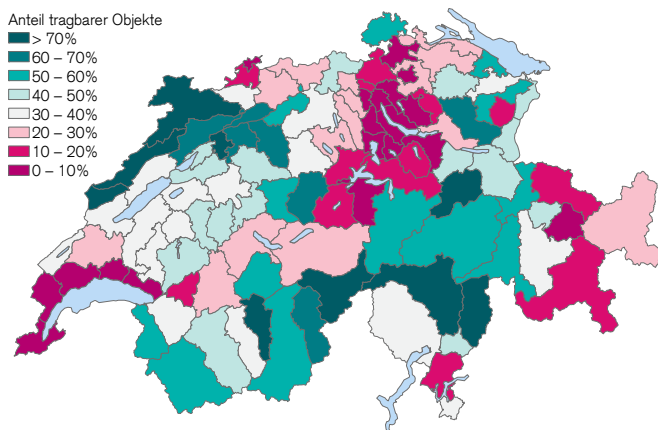 Anteil tragbarer Objekte
> 70%
60 – 70%
50 – 60%
40 – 50%
30 – 40%
20 – 30%
10 – 20%
0 – 10%